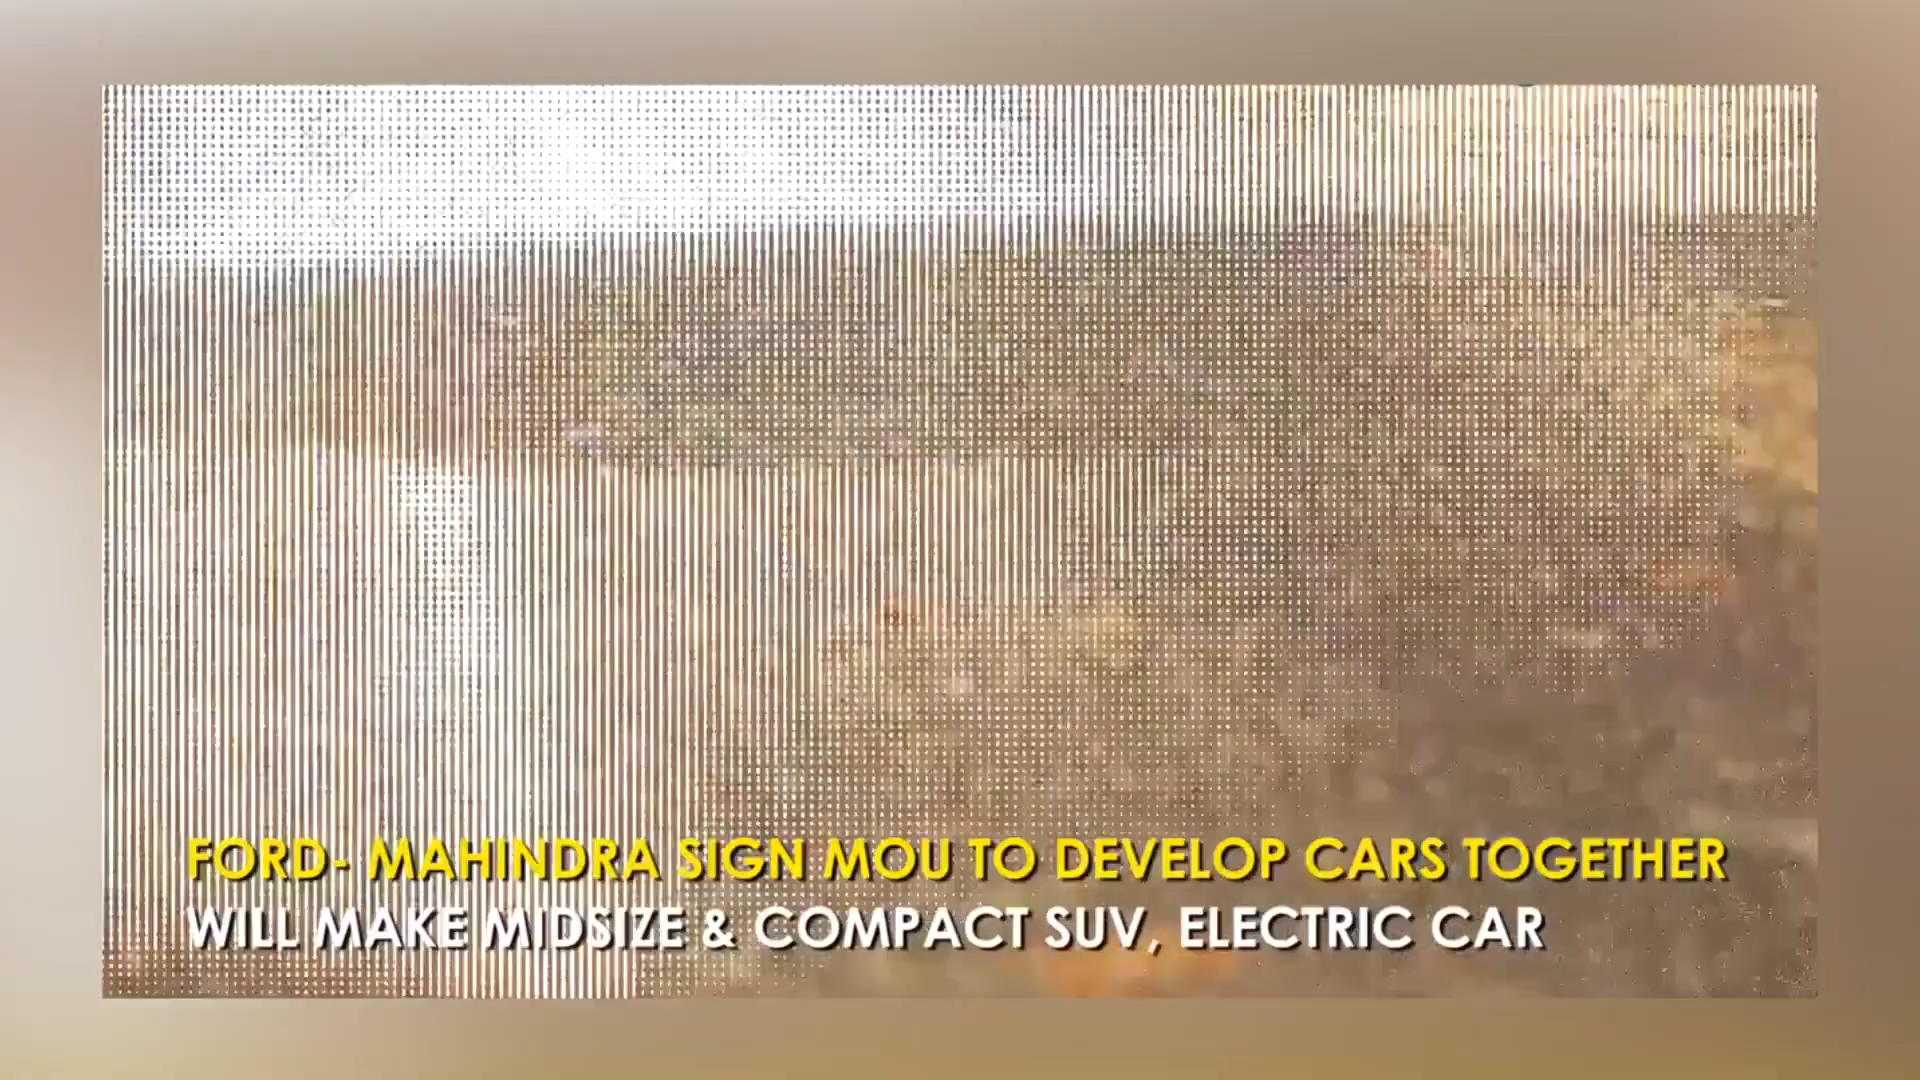 FORD- MAHINDRA SIGN MOU TO DEVELOP CARS TOGETHER
WILL MAKE MIDSIZE & COMPACT SUV, ELECTRIC CAR